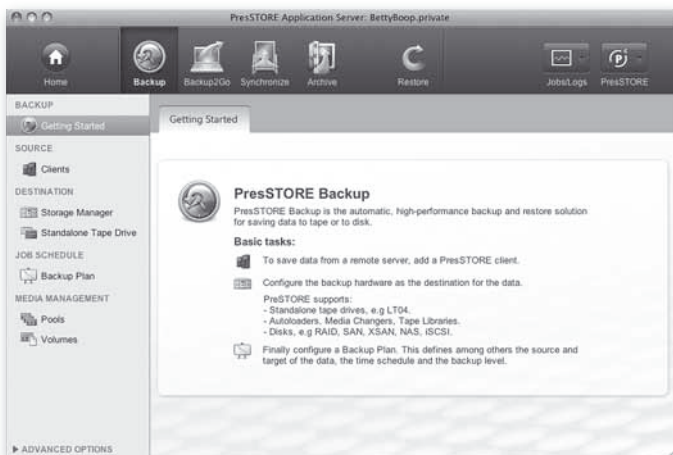 PresSTORE Application Server: BettyBoop.private
Home
Backup
Backup2Go
Synchronize
Archive
Restore
Jobs/Logs
PresSTORE
BACKUP
Getting Started
SOURCE
Clients
DESTINATION
Storage Manager
Standalone Tape Drive
JOB SCHEDULE
Backup Plan
MEDIA MANAGEMENT
Pools
Volumes
ADVANCED OPTIONS
Getting Started
PresSTORE Backup
PresSTORE Backup is the automatic, high-performance backup and restore solution
for saving data to tape or to disk.
Basic tasks:
To save data from a remote server, add a PresSTORE client.
Configure the backup hardware as the destination for the data.
PreSTORE supports:
- Standalone tape drives, e.g LT04.
- Autoloaders, Media Changers, Tape Libraries.
- Disks, e.g RAID, SAN, XSAN, NAS, iSCSI.
Finally configure a Backup Plan. This defines among others the source and
target of the data, the time schedule and the backup level.